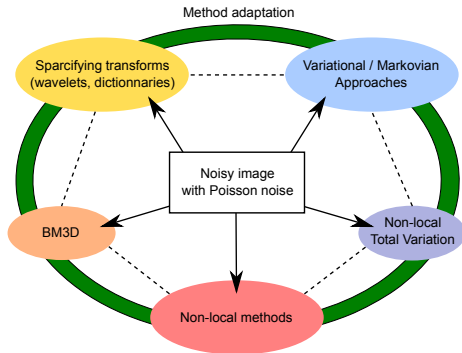 Method adaptation
Sparcifying transforms
(wavelets, dictionnaries)
Variational / Markovian
Approaches
Noisy image
with Poisson noise
BM3D
Non-local
Total Variation
Non-local methods